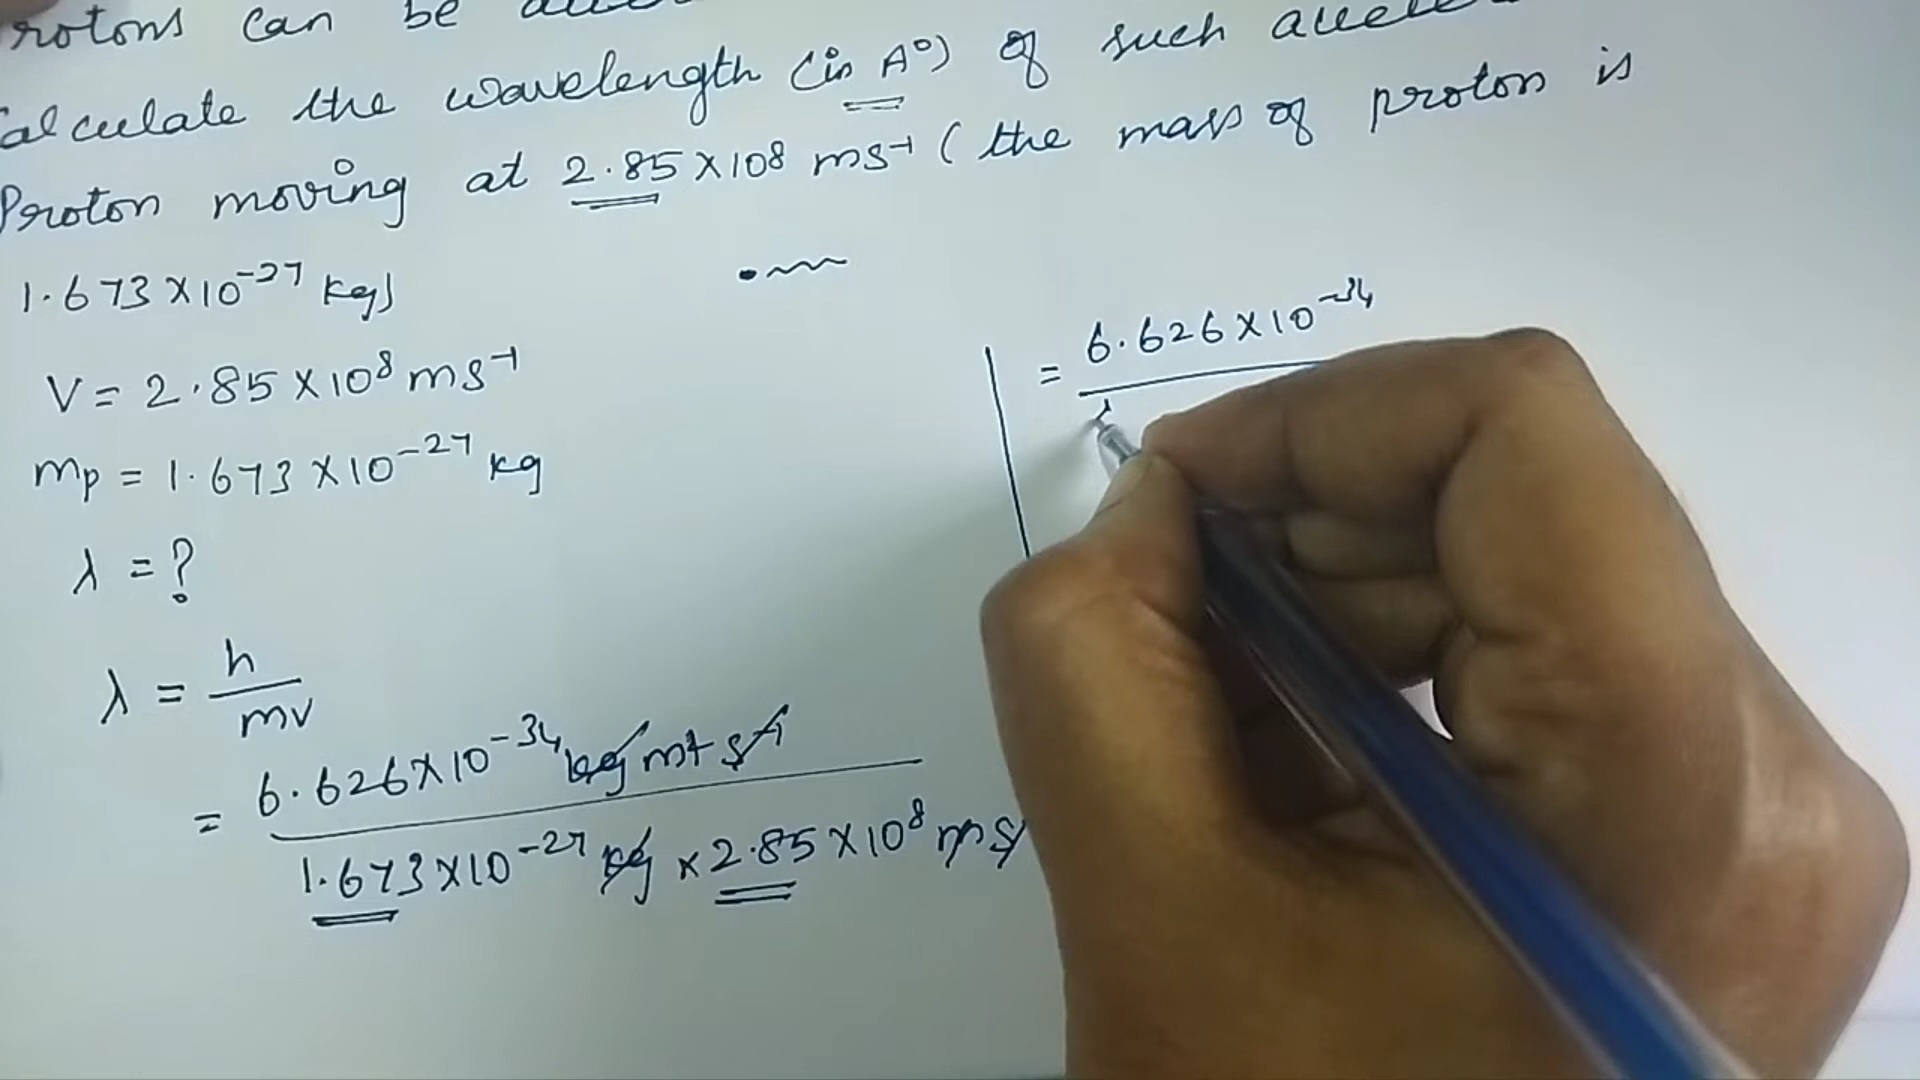 rotons can be
alculate the wavelength (in A°) of such
Proton moving at 2.85×10⁸ ms⁻¹ (the mass of proton is
1.673×10⁻²⁷ kg)
V = 2.85×10⁸ ms⁻¹
mp = 1.673×10⁻²⁷ kg
λ = ?
λ = h/mv
= 6.626×10⁻³⁴ kg mt s⁻¹
1.673×10⁻²⁷ kg × 2.85×10⁸ ms
= 6.626×10⁻³⁴